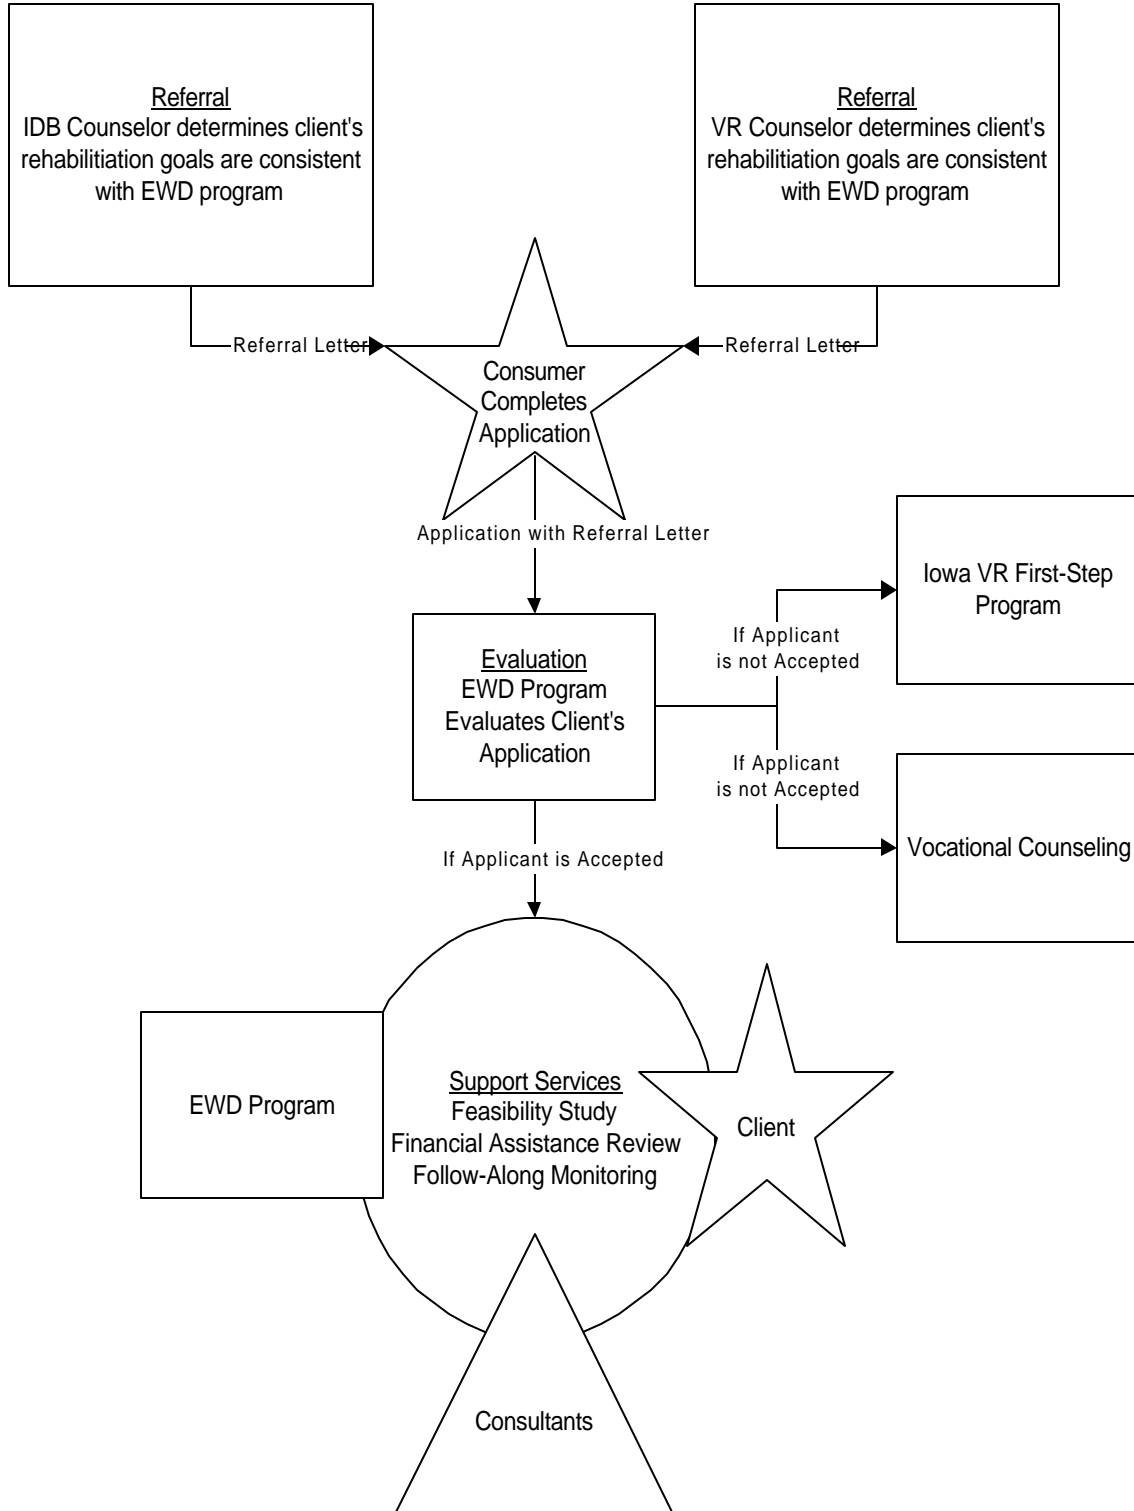 Referral
IDB Counselor determines client's
rehabilitiation goals are consistent
with EWD program
Referral
VR Counselor determines client's
rehabilitiation goals are consistent
with EWD program
Referral Letter
Referral Letter
Consumer
Completes
Application
Application with Referral Letter
Evaluation
EWD Program
Evaluates Client's
Application
If Applicant
is not Accepted
Iowa VR First-Step
Program
If Applicant
is not Accepted
Vocational Counseling
If Applicant is Accepted
EWD Program
Support Services
Feasibility Study
Financial Assistance Review
Follow-Along Monitoring
Client
Consultants